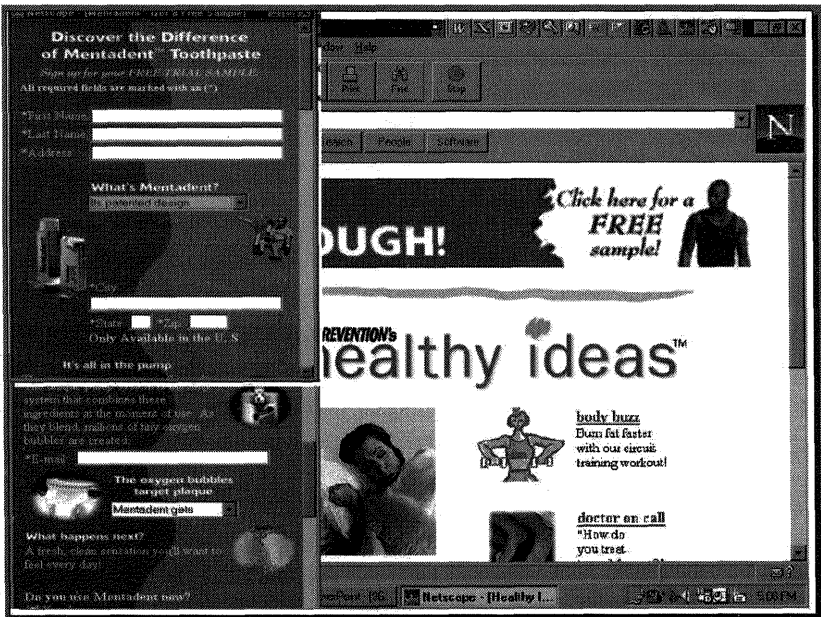 Discover the Difference
of Mentadent™ Toothpaste
Sign up for your FREE TRIAL SAMPLE
All required fields are marked with an (*)
*First Name
*Last Name
*Address
What's Mentadent?
Its patented design
*City
*State *Zip
Only Available in the U.S
It's all in the pump
system that combines these
ingredients at the moment of use. As
they blend, millions of tiny oxygen
bubbles are created.
*E-mail
The oxygen bubbles
target plaque
Mentadent gets
What happens next?
A fresh, clean sensation you'll want to
feel every day!
Do you use Mentadent now?
Help
Print Find Stop
People Software
N
OUGH!
Click here for a
FREE
sample!
REVENTION's
healthy ideas™
body buzz
Burn fat faster
with our circuit
training workout!
doctor on call
"How do
you treat
Netscape - [Healthy I...
5:08 PM